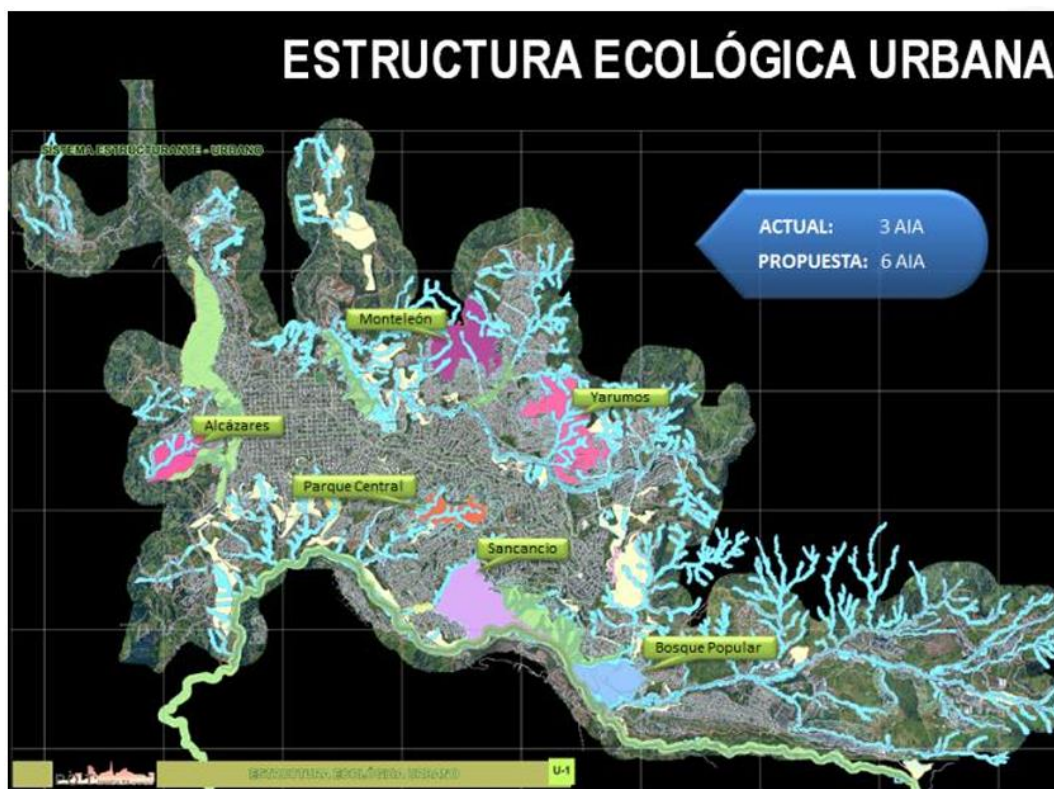 ESTRUCTURA ECOLÓGICA URBANA
SISTEMA ESTRUCTURANTE - URBANO
ACTUAL: 3 AIA
PROPUESTA: 6 AIA
Monteleón
Yarumos
Alcázares
Parque Central
Sancancio
Bosque Popular
ESTRUCTURA ECOLÓGICA URBANO
U-1